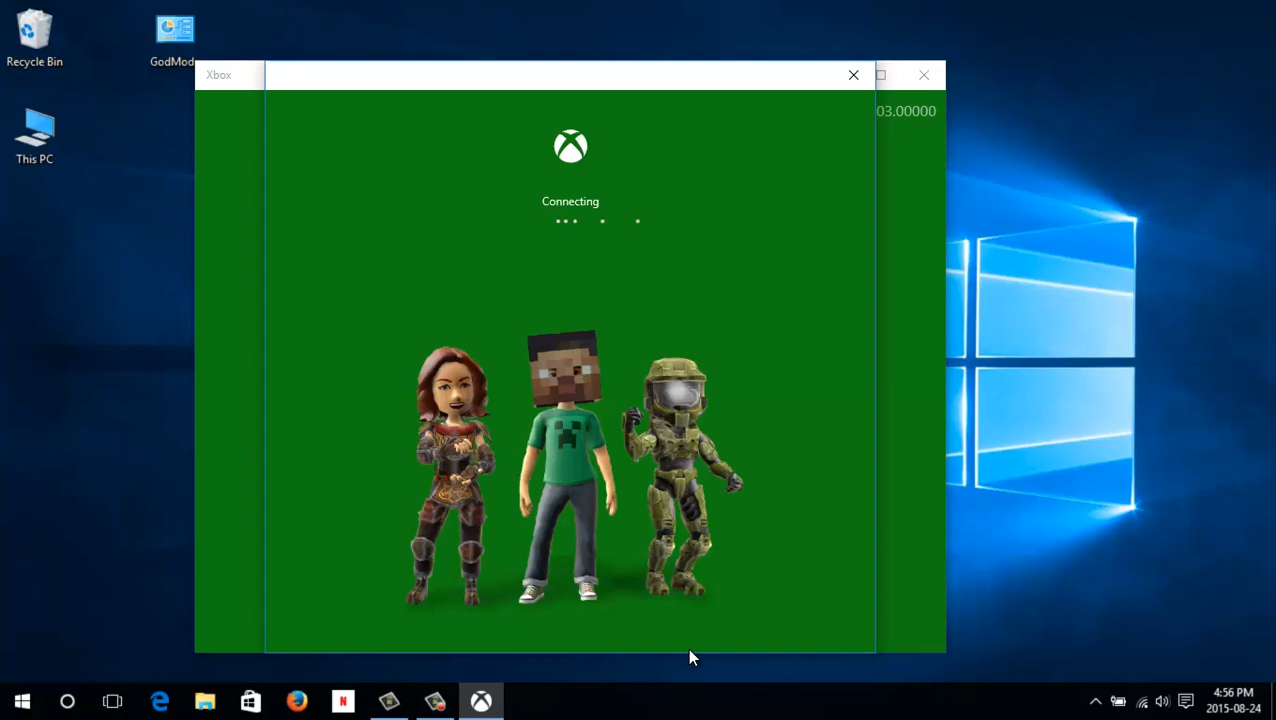 Recycle Bin
GodMod
This PC
Xbox
03.00000
Connecting
N
4:56 PM
2015-08-24